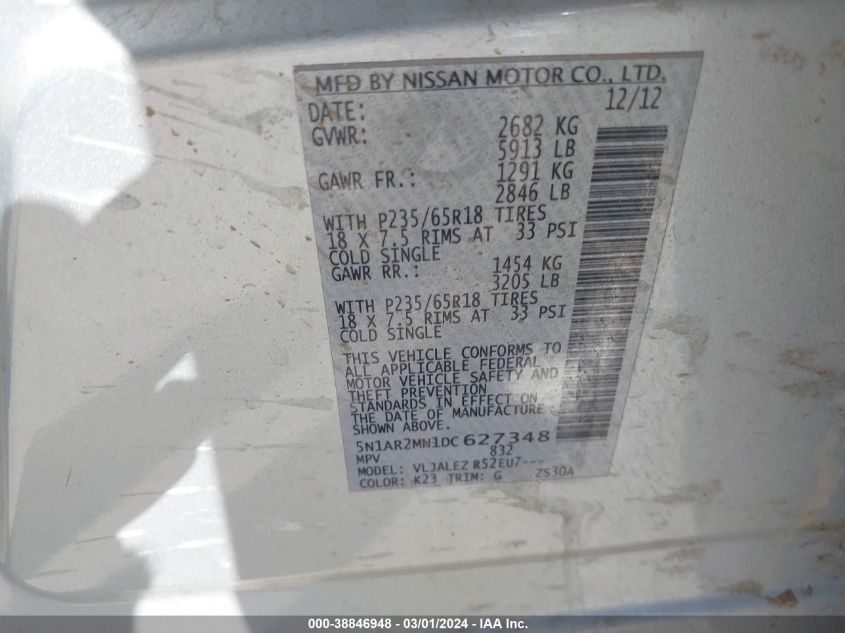 MFD BY NISSAN MOTOR CO., LTD.
DATE: 12/12
GVWR: 2682 KG
5913 LB
GAWR FR.: 1291 KG
2846 LB
WITH P235/65R18 TIRES
18 X 7.5 RIMS AT 33 PSI
COLD SINGLE
GAWR RR.: 1454 KG
3205 LB
WITH P235/65R18 TIRES
18 X 7.5 RIMS AT 33 PSI
COLD SINGLE
THIS VEHICLE CONFORMS TO
ALL APPLICABLE FEDERAL
MOTOR VEHICLE SAFETY AND
THEFT PREVENTION
STANDARDS IN EFFECT ON
THE DATE OF MANUFACTURE
SHOWN ABOVE.
5N1AR2MN1DC 627348
MPV 832
MODEL: VLJALEZ R52EU7---
COLOR: K23 TRIM: G ZS30A
000-38846948 - 03/01/2024 - IAA Inc.